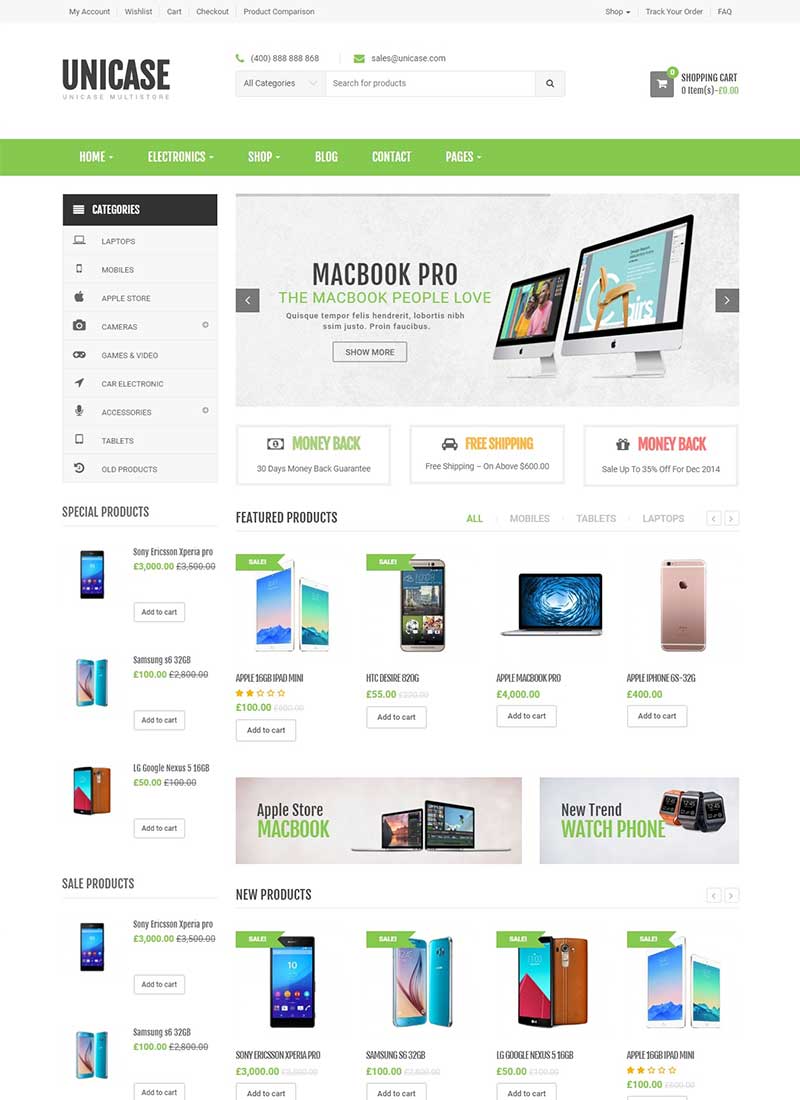 My Account Wishlist Cart Checkout Product Comparison Shop Track Your Order FAQ
UNICASE
UNICASE MULTISTORE
(400) 888 888 868 sales@unicase.com
All Categories Search for products
0
SHOPPING CART
0 Item(s)-£0.00
HOME ELECTRONICS SHOP BLOG CONTACT PAGES
CATEGORIES
LAPTOPS
MOBILES
APPLE STORE
CAMERAS
GAMES & VIDEO
CAR ELECTRONIC
ACCESSORIES
TABLETS
OLD PRODUCTS
MACBOOK PRO
THE MACBOOK PEOPLE LOVE
Quisque tempor felis hendrerit, lobortis nibh
ssim justo. Proin faucibus.
SHOW MORE
airs
MONEY BACK
30 Days Money Back Guarantee
FREE SHIPPING
Free Shipping – On Above $600.00
MONEY BACK
Sale Up To 35% Off For Dec 2014
SPECIAL PRODUCTS
Sony Ericsson Xperia pro
£3,000.00 £3,500.00
Add to cart
Samsung s6 32GB
£100.00 £2,800.00
Add to cart
LG Google Nexus 5 16GB
£50.00 £100.00
Add to cart
SALE PRODUCTS
Sony Ericsson Xperia pro
£3,000.00 £3,500.00
Add to cart
Samsung s6 32GB
£100.00 £2,800.00
Add to cart
FEATURED PRODUCTS ALL MOBILES TABLETS LAPTOPS
SALE!
APPLE 16GB IPAD MINI
£100.00 £600.00
Add to cart
SALE!
HTC DESIRE 820G
£55.00
Add to cart
APPLE MACBOOK PRO
£4,000.00
Add to cart
APPLE IPHONE 6S-32G
£400.00
Add to cart
Apple Store
MACBOOK
New Trend
WATCH PHONE
NEW PRODUCTS
SALE!
10
SONY ERICSSON XPERIA PRO
£3,000.00 £3,500.00
Add to cart
SALE!
SAMSUNG S6 32GB
£100.00 £2,800.00
Add to cart
SALE!
LG GOOGLE NEXUS 5 16GB
£50.00 £100.00
Add to cart
SALE!
APPLE 16GB IPAD MINI
£100.00 £600.00
Add to cart